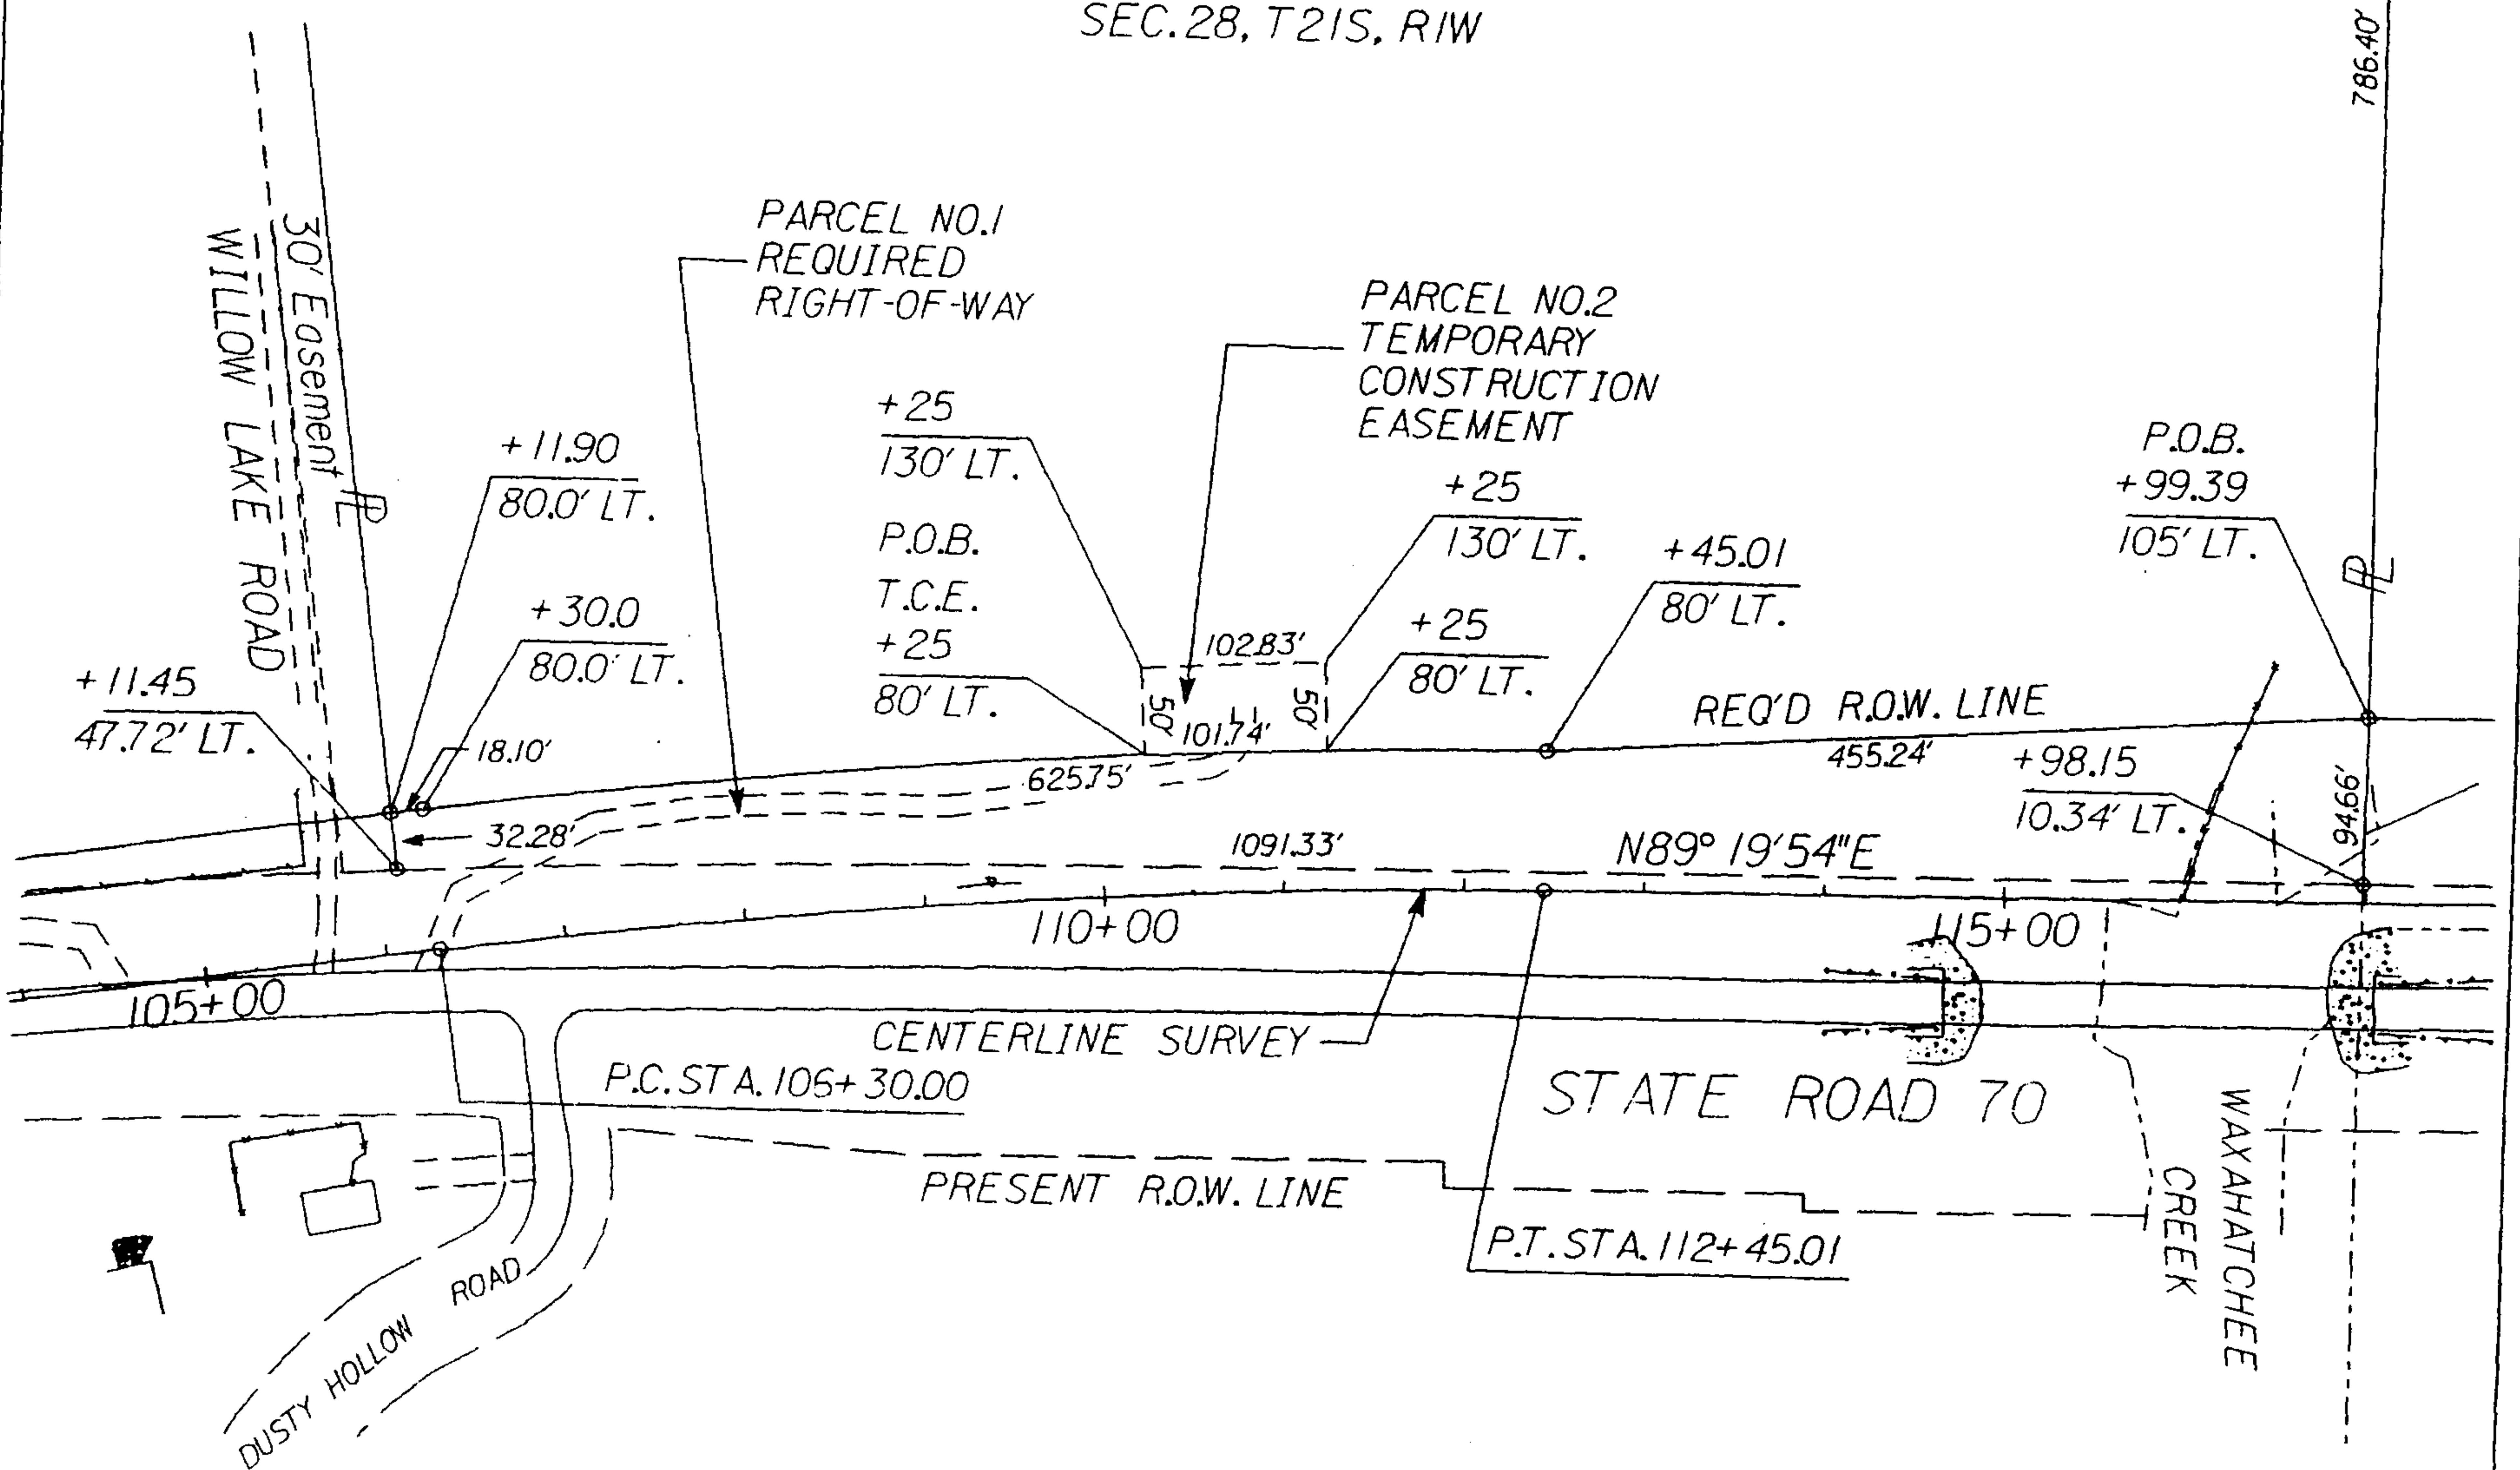 SEC. 28, T21S, R1W
786.40'
WILLOW LAKE ROAD
30' Easement
PL
PARCEL NO.1
REQUIRED
RIGHT-OF-WAY
PARCEL NO.2
TEMPORARY
CONSTRUCTION
EASEMENT
+25
130' LT.
+11.90
80.0' LT.
P.O.B.
T.C.E.
+25
80' LT.
+25
130' LT.
P.O.B.
+99.39
105' LT.
PL
+45.01
80' LT.
+30.0
80.0' LT.
+25
80' LT.
102.83'
50'
50'
101.74'
+11.45
47.72' LT.
18.10'
REQ'D R.O.W. LINE
455.24'
625.75'
+98.15
10.34' LT.
94.66'
32.28'
1091.33'
N89° 19'54"E
105+00
110+00
115+00
CENTERLINE SURVEY
P.C. STA. 106+30.00
STATE ROAD 70
PRESENT R.O.W. LINE
P.T. STA. 112+45.01
WAXAHATCHEE
CREEK
DUSTY HOLLOW ROAD